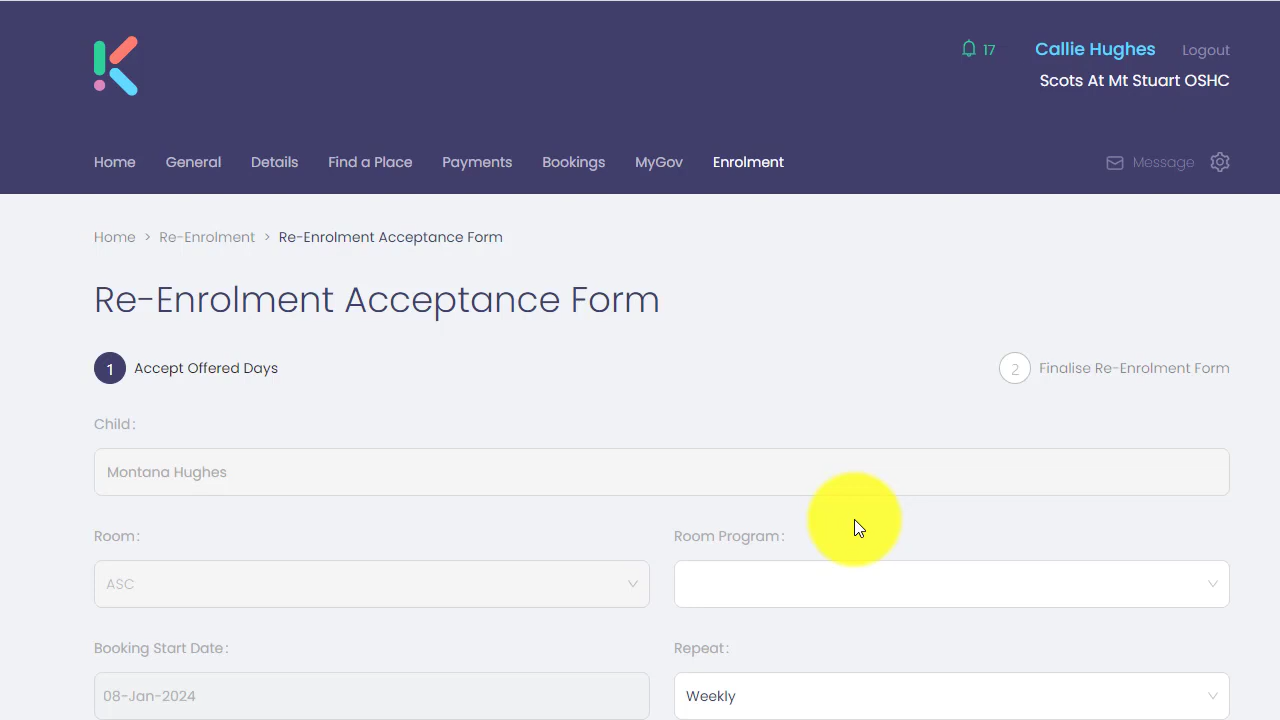 17
Callie Hughes
Logout
Scots At Mt Stuart OSHC
Home
General
Details
Find a Place
Payments
Bookings
MyGov
Enrolment
Message
Home > Re-Enrolment > Re-Enrolment Acceptance Form
Re-Enrolment Acceptance Form
1 Accept Offered Days
2 Finalise Re-Enrolment Form
Child:
Montana Hughes
Room:
Room Program:
ASC
Booking Start Date:
Repeat:
08-Jan-2024
Weekly